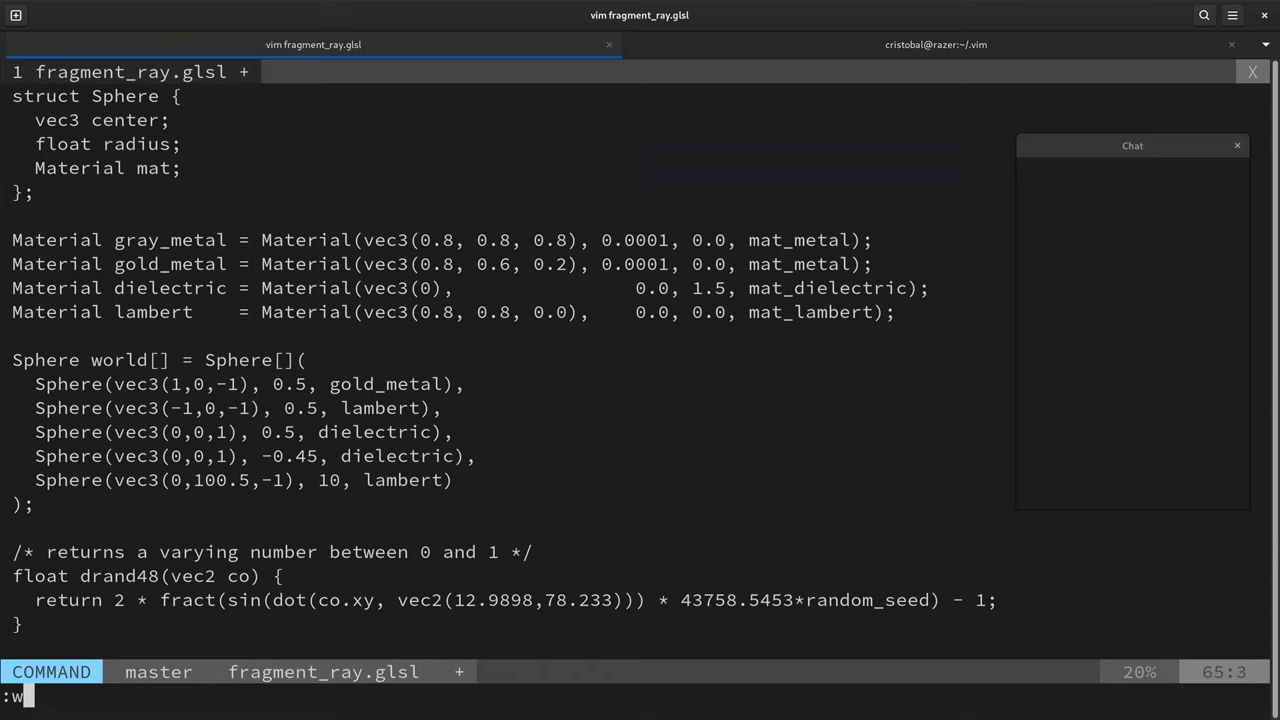 vim fragment_ray.glsl
vim fragment_ray.glsl × cristobal@razer:~/.vim ×
1 fragment_ray.glsl + X
struct Sphere {
  vec3 center;
  float radius;
  Material mat;
};
Chat ×
Material gray_metal = Material(vec3(0.8, 0.8, 0.8), 0.0001, 0.0, mat_metal);
Material gold_metal = Material(vec3(0.8, 0.6, 0.2), 0.0001, 0.0, mat_metal);
Material dielectric = Material(vec3(0),                0.0, 1.5, mat_dielectric);
Material lambert    = Material(vec3(0.8, 0.8, 0.0),    0.0, 0.0, mat_lambert);
Sphere world[] = Sphere[](
  Sphere(vec3(1,0,-1), 0.5, gold_metal),
  Sphere(vec3(-1,0,-1), 0.5, lambert),
  Sphere(vec3(0,0,1), 0.5, dielectric),
  Sphere(vec3(0,0,1), -0.45, dielectric),
  Sphere(vec3(0,100.5,-1), 10, lambert)
);
/* returns a varying number between 0 and 1 */
float drand48(vec2 co) {
  return 2 * fract(sin(dot(co.xy, vec2(12.9898,78.233))) * 43758.5453*random_seed) - 1;
}
COMMAND master fragment_ray.glsl + 20% 65:3
:w